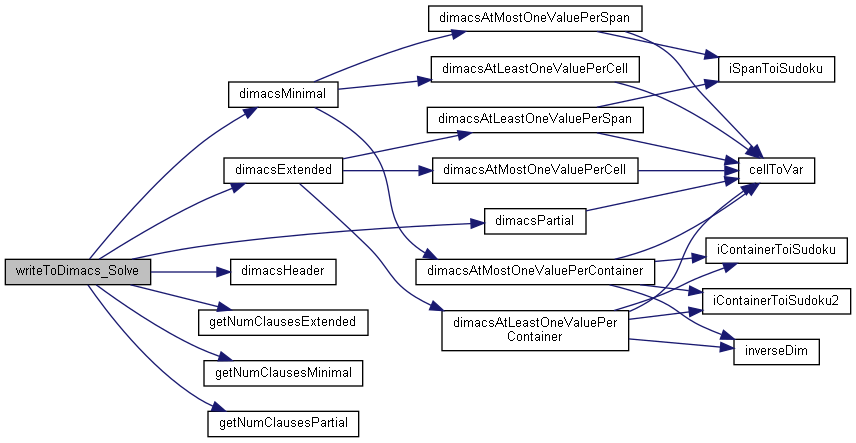 dimacsAtMostOneValuePerSpan
iSpanToiSudoku
dimacsAtLeastOneValuePerCell
dimacsMinimal
dimacsAtLeastOneValuePerSpan
dimacsExtended
dimacsAtMostOneValuePerCell
cellToVar
dimacsPartial
iContainerToiSudoku
writeToDimacs_Solve
dimacsHeader
dimacsAtMostOneValuePerContainer
iContainerToiSudoku2
getNumClausesExtended
dimacsAtLeastOneValuePer
Container
inverseDim
getNumClausesMinimal
getNumClausesPartial